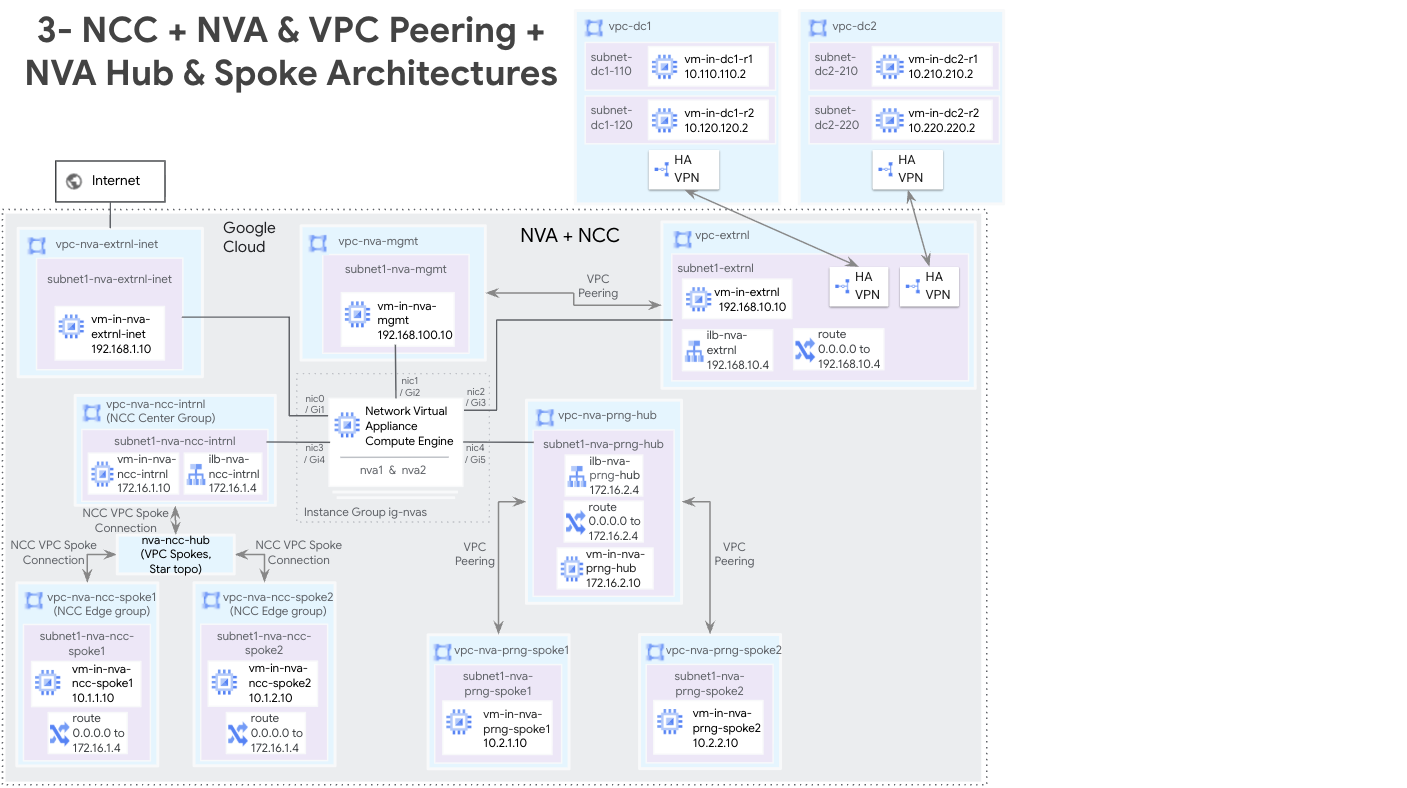 3- NCC + NVA & VPC Peering +
NVA Hub & Spoke Architectures
vpc-dc1
subnet-
dc1-110
vm-in-dc1-r1
10.110.110.2
subnet-
dc1-120
vm-in-dc1-r2
10.120.120.2
HA
VPN
vpc-dc2
subnet-
dc2-210
vm-in-dc2-r1
10.210.210.2
subnet-
dc2-220
vm-in-dc2-r2
10.220.220.2
HA
VPN
Internet
Google
Cloud
NVA + NCC
vpc-nva-extrnl-inet
subnet1-nva-extrnl-inet
vm-in-nva-
extrnl-inet
192.168.1.10
vpc-nva-mgmt
subnet1-nva-mgmt
vm-in-nva-
mgmt
192.168.100.10
VPC
Peering
vpc-extrnl
subnet1-extrnl
vm-in-extrnl
192.168.10.10
HA
VPN
HA
VPN
ilb-nva-
extrnl
192.168.10.4
route
0.0.0.0 to
192.168.10.4
nic0
/ Gi1
nic1
/ Gi2
nic2
/ Gi3
nic3
/ Gi4
nic4
/ Gi5
Network Virtual
Appliance
Compute Engine
nva1 & nva2
Instance Group ig-nvas
vpc-nva-ncc-intrnl
(NCC Center Group)
subnet1-nva-ncc-intrnl
vm-in-nva-
ncc-intrnl
172.16.1.10
ilb-nva-
ncc-intrnl
172.16.1.4
NCC VPC Spoke
Connection
NCC VPC Spoke
Connection
nva-ncc-hub
(VPC Spokes,
Star topo)
NCC VPC Spoke
Connection
vpc-nva-ncc-spoke1
(NCC Edge group)
subnet1-nva-ncc-
spoke1
vm-in-nva-
ncc-spoke1
10.1.1.10
route
0.0.0.0 to
172.16.1.4
vpc-nva-ncc-spoke2
(NCC Edge group)
subnet1-nva-ncc-
spoke2
vm-in-nva-
ncc-spoke2
10.1.2.10
route
0.0.0.0 to
172.16.1.4
vpc-nva-prng-hub
subnet1-nva-prng-hub
ilb-nva-
prng-hub
172.16.2.4
route
0.0.0.0 to
172.16.2.4
vm-in-nva-
prng-hub
172.16.2.10
VPC
Peering
VPC
Peering
vpc-nva-prng-spoke1
subnet1-nva-
prng-spoke1
vm-in-nva-
prng-spoke1
10.2.1.10
vpc-nva-prng-spoke2
subnet1-nva-
prng-spoke2
vm-in-nva-
prng-spoke2
10.2.2.10